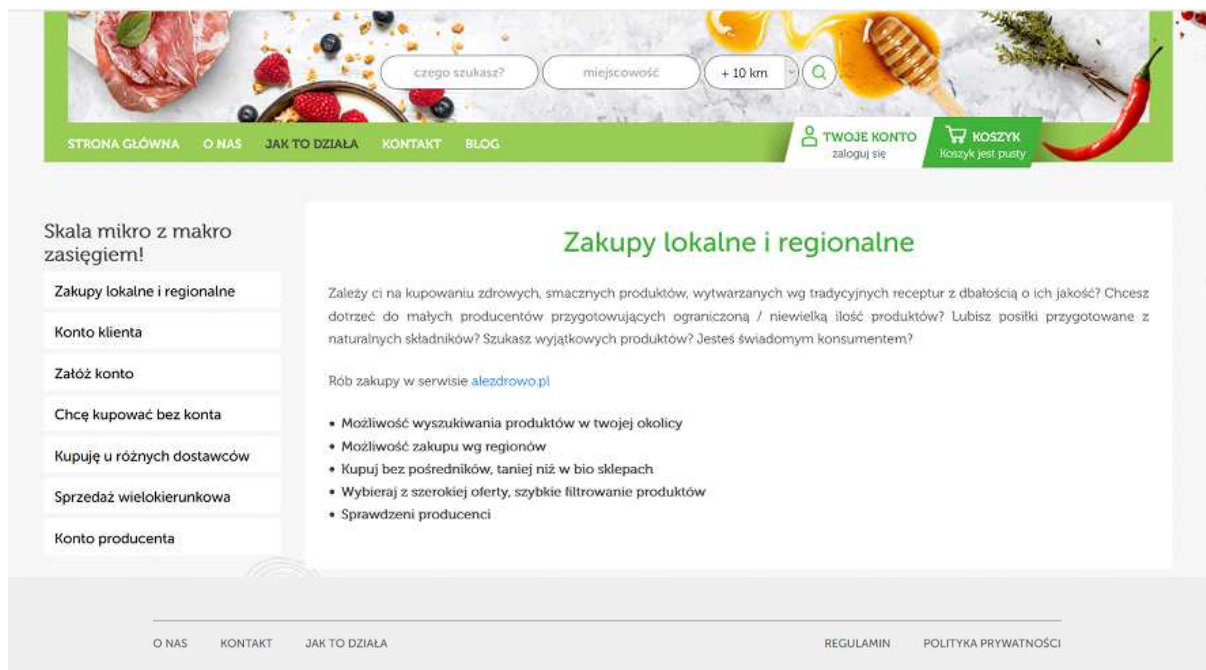 czego szukasz? miejscowość + 10 km
STRONA GŁÓWNA O NAS JAK TO DZIAŁA KONTAKT BLOG
TWOJE KONTO
zaloguj się
KOSZYK
Koszyk jest pusty
Skala mikro z makro
zasięgiem!
Zakupy lokalne i regionalne
Konto klienta
Załóż konto
Chcę kupować bez konta
Kupuję u różnych dostawców
Sprzedaż wielokierunkowa
Konto producenta
Zakupy lokalne i regionalne
Zależy ci na kupowaniu zdrowych, smacznych produktów, wytwarzanych wg tradycyjnych receptur z dbałością o ich jakość? Chcesz
dotrzeć do małych producentów przygotowujących ograniczoną / niewielką ilość produktów? Lubisz posiłki przygotowane z
naturalnych składników? Szukasz wyjątkowych produktów? Jesteś świadomym konsumentem?
Rób zakupy w serwisie alezdrowo.pl
• Możliwość wyszukiwania produktów w twojej okolicy
• Możliwość zakupu wg regionów
• Kupuj bez pośredników, taniej niż w bio sklepach
• Wybieraj z szerokiej oferty, szybkie filtrowanie produktów
• Sprawdzeni producenci
O NAS KONTAKT JAK TO DZIAŁA REGULAMIN POLITYKA PRYWATNOŚCI